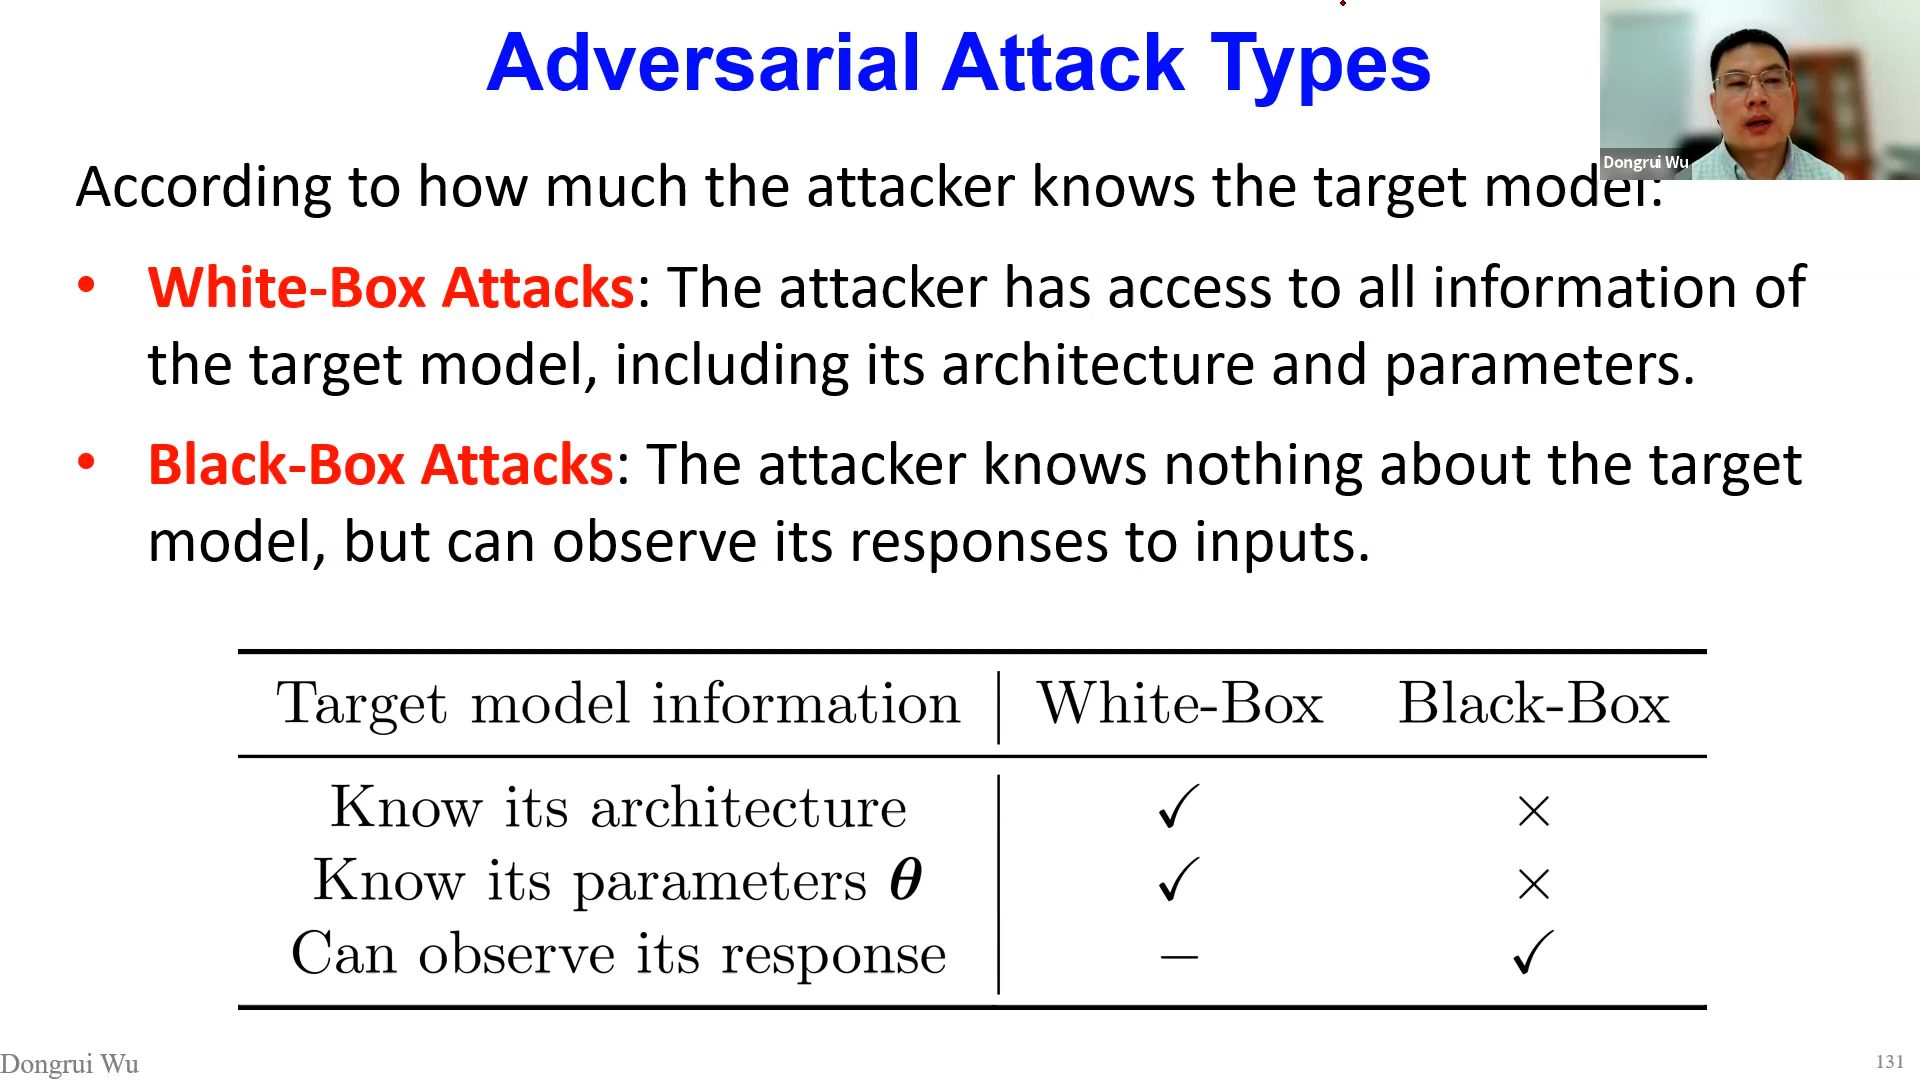 Adversarial Attack Types
Dongrui Wu
According to how much the attacker knows the target model:
• White-Box Attacks: The attacker has access to all information of
the target model, including its architecture and parameters.
• Black-Box Attacks: The attacker knows nothing about the target
model, but can observe its responses to inputs.
Target model information White-Box Black-Box
Know its architecture ✓ ×
Know its parameters θ ✓ ×
Can observe its response – ✓
Dongrui Wu
131